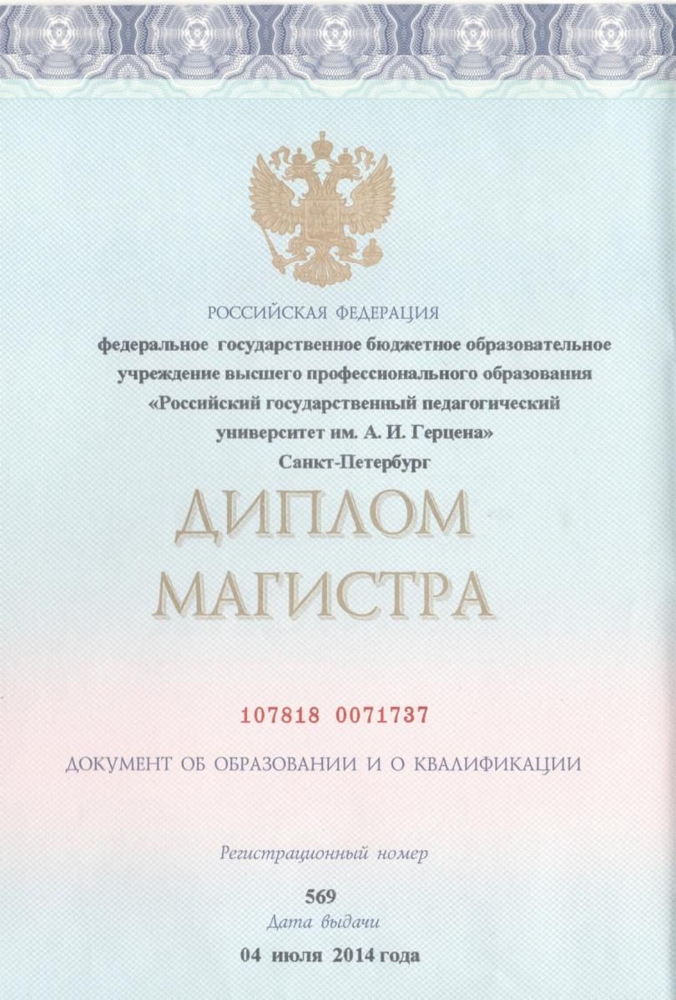 РОССИЙСКАЯ ФЕДЕРАЦИЯ
федеральное государственное бюджетное образовательное
учреждение высшего профессионального образования
«Российский государственный педагогический
университет им. А. И. Герцена»
Санкт-Петербург
ДИПЛОМ
МАГИСТРА
107818 0071737
ДОКУМЕНТ ОБ ОБРАЗОВАНИИ И О КВАЛИФИКАЦИИ
Регистрационный номер
569
Дата выдачи
04 июля 2014 года